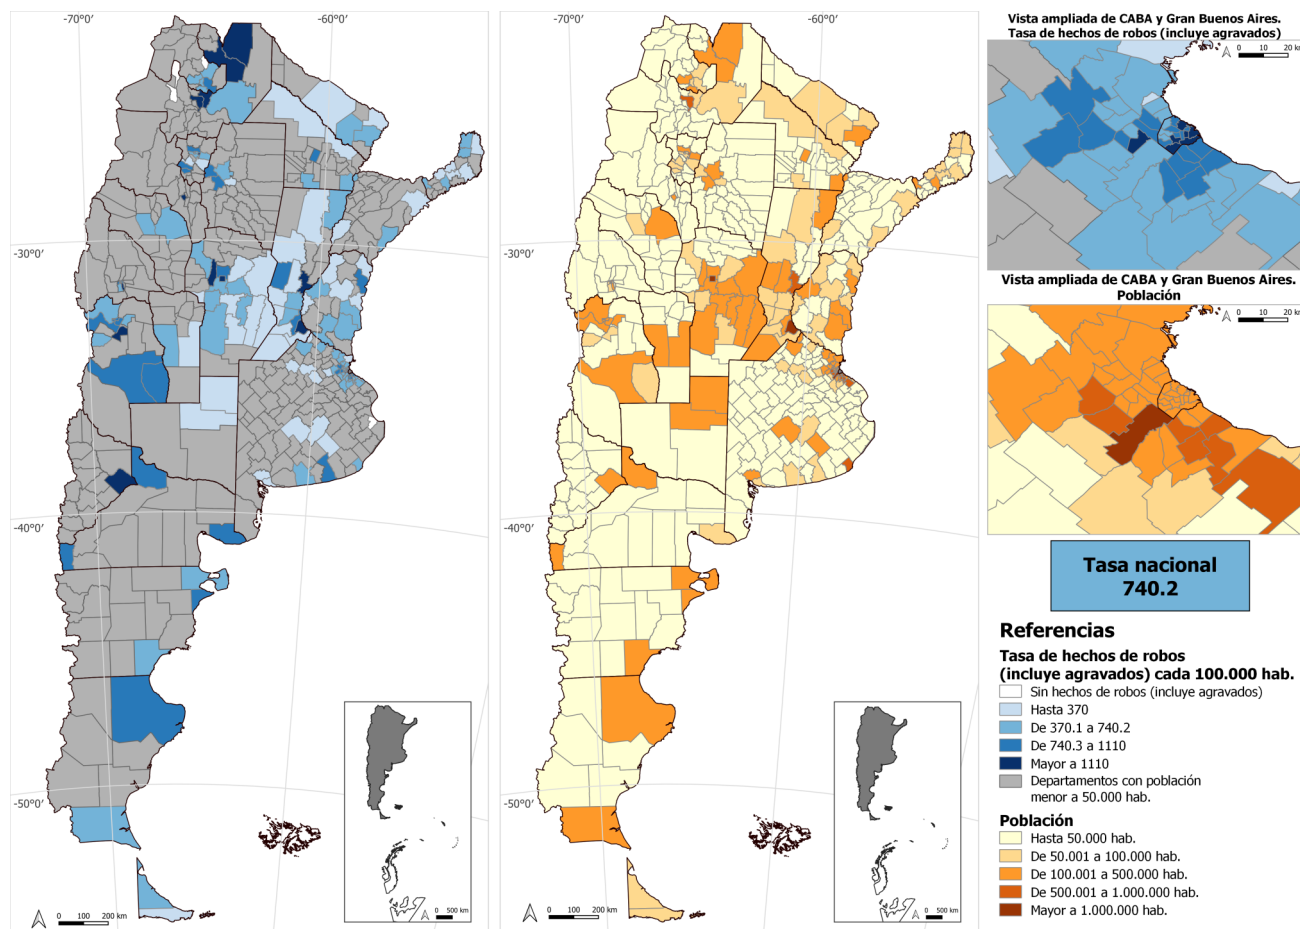 -70°0'
-60°0'
-30°0'
-40°0'
-50°0'
0 100 200 km
500 km
-70°0'
-60°0'
-30°0'
-40°0'
-50°0'
0 100 200 km
500 km
Vista ampliada de CABA y Gran Buenos Aires.
Tasa de hechos de robos (incluye agravados)
0 10 20 km
Vista ampliada de CABA y Gran Buenos Aires.
Población
0 10 20 km
Tasa nacional
740.2
Referencias
Tasa de hechos de robos
(incluye agravados) cada 100.000 hab.
Sin hechos de robos (incluye agravados)
Hasta 370
De 370.1 a 740.2
De 740.3 a 1110
Mayor a 1110
Departamentos con población
menor a 50.000 hab.
Población
Hasta 50.000 hab.
De 50.001 a 100.000 hab.
De 100.001 a 500.000 hab.
De 500.001 a 1.000.000 hab.
Mayor a 1.000.000 hab.